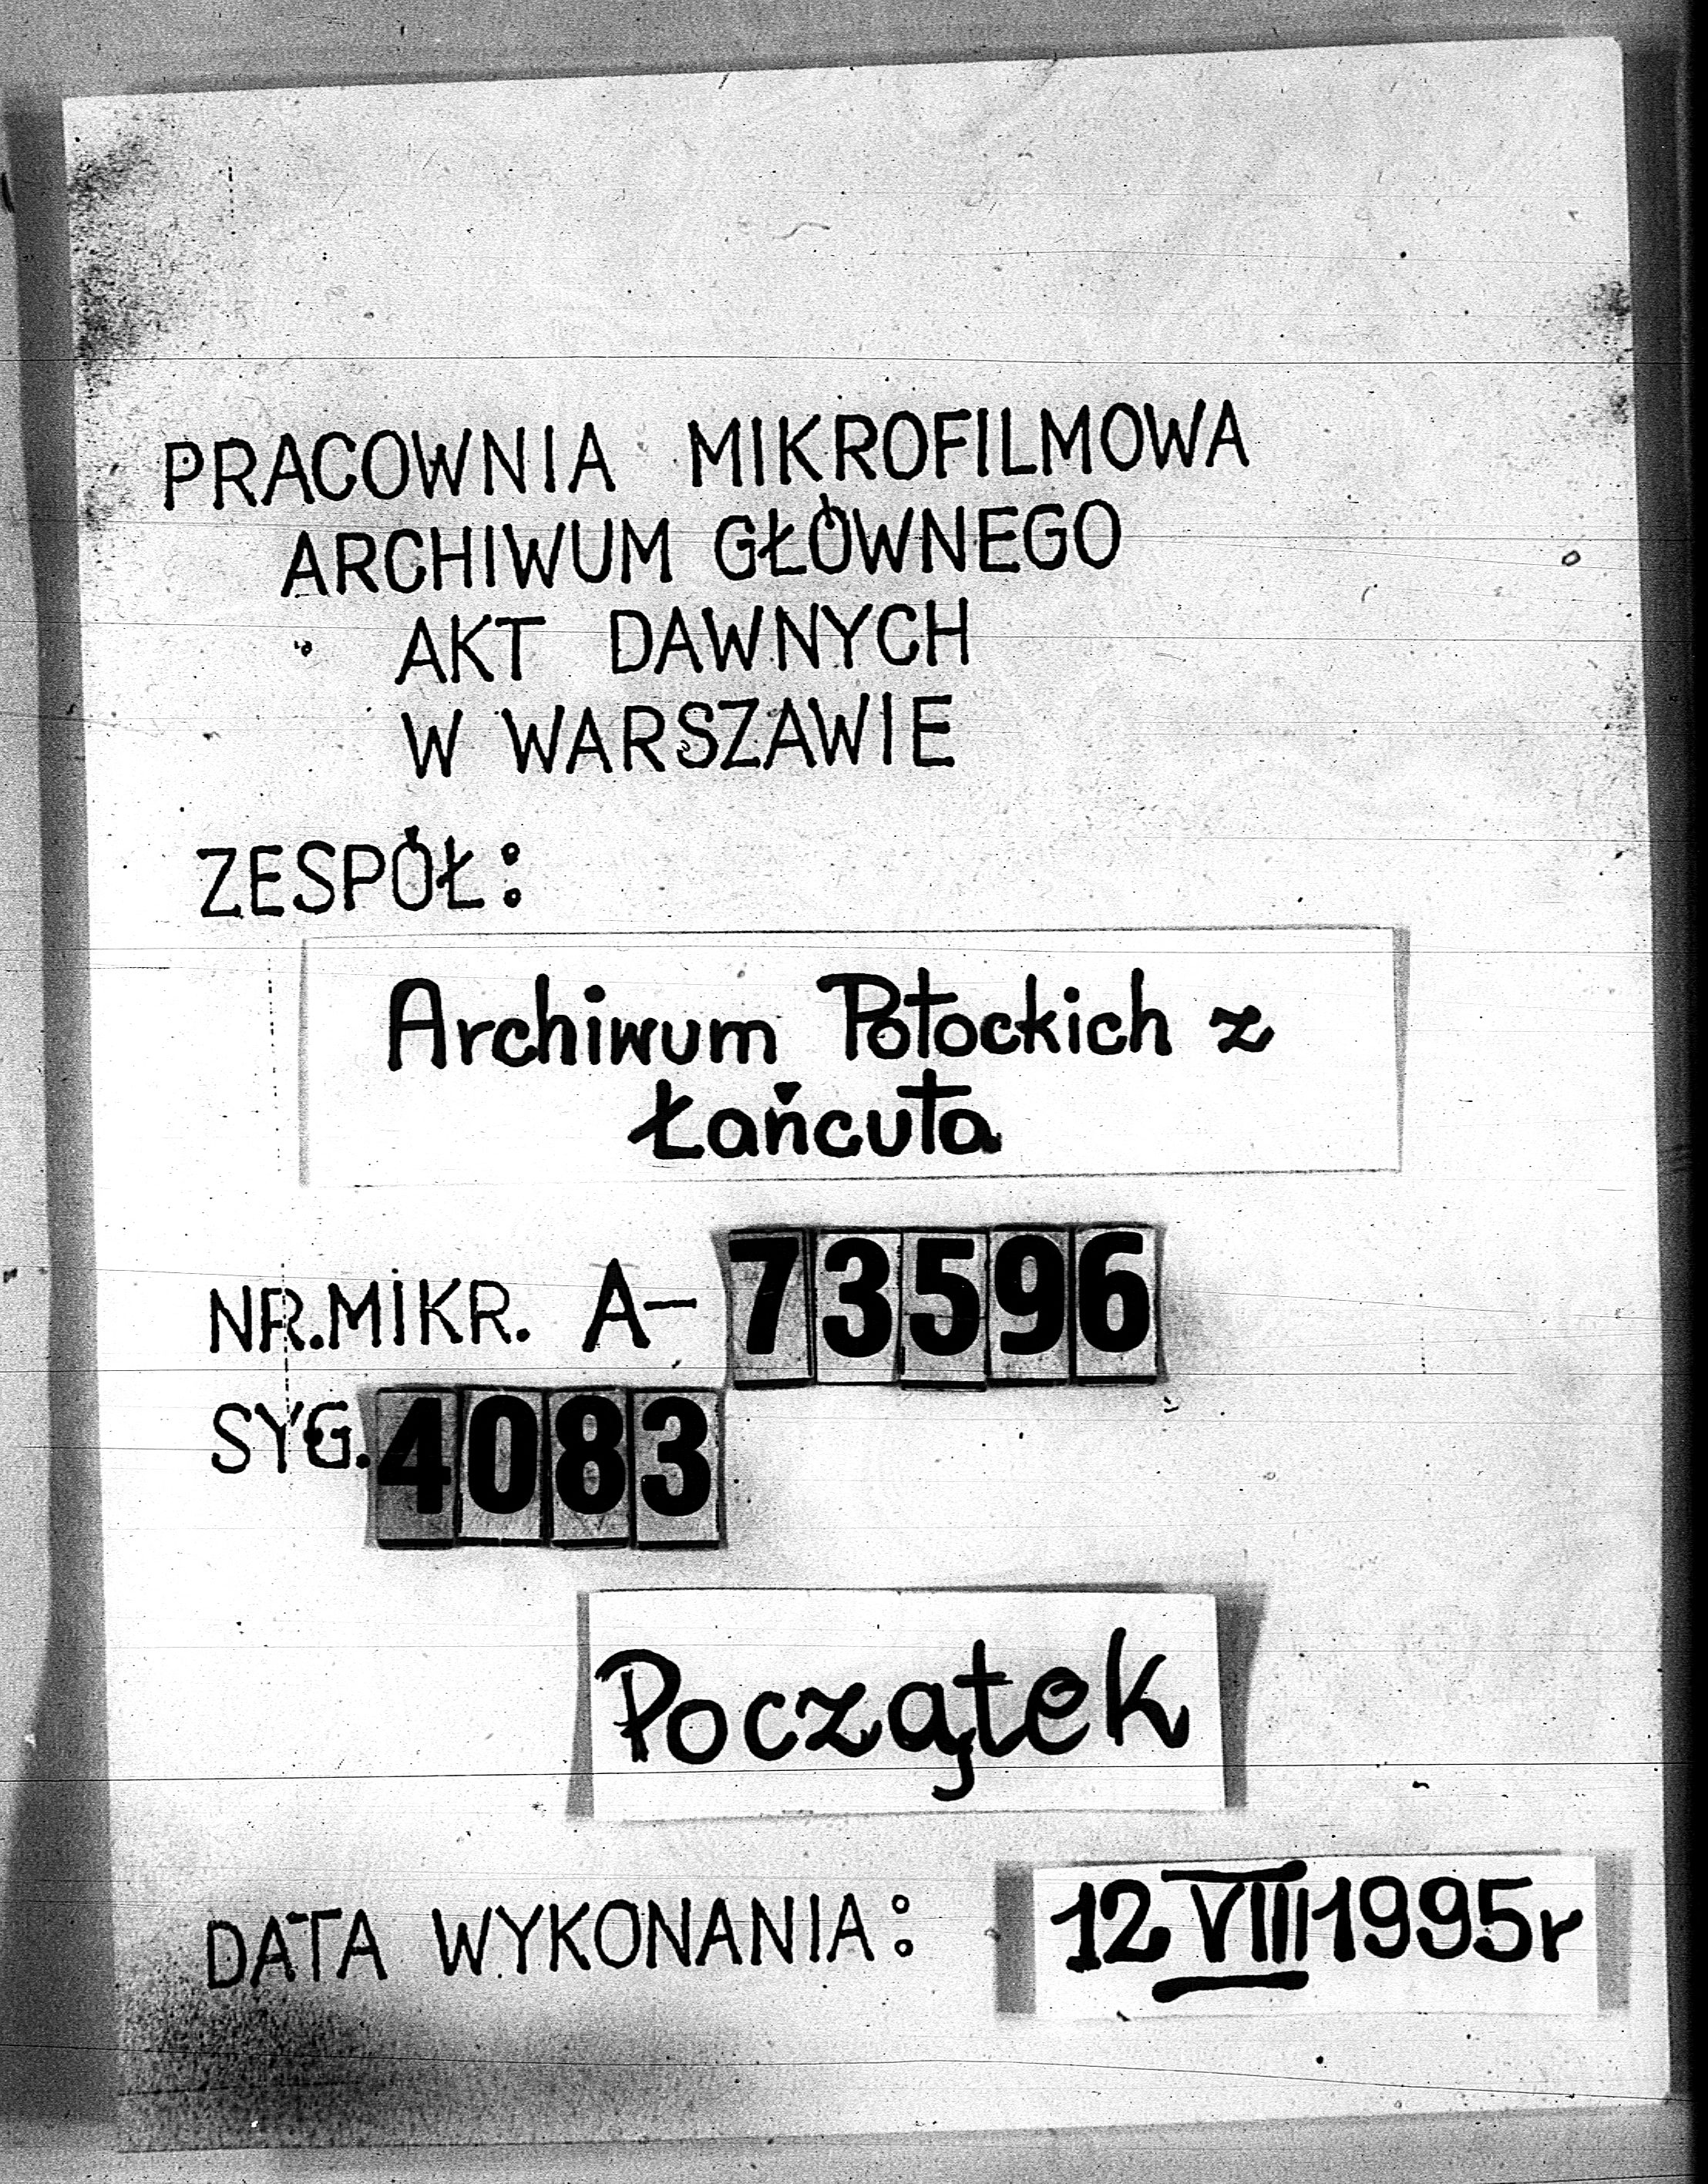 PRACOWNIA MIKROFILMOWA
ARCHIWUM GŁÓWNEGO
AKT DAWNYCH
W WARSZAWIE
ZESPÓŁ:
Archiwum Potockich z
Łańcuta
NR.MIKR. A-73596
SYG. 4083
Początek
DATA WYKONANIA: 12 VIII 1995r